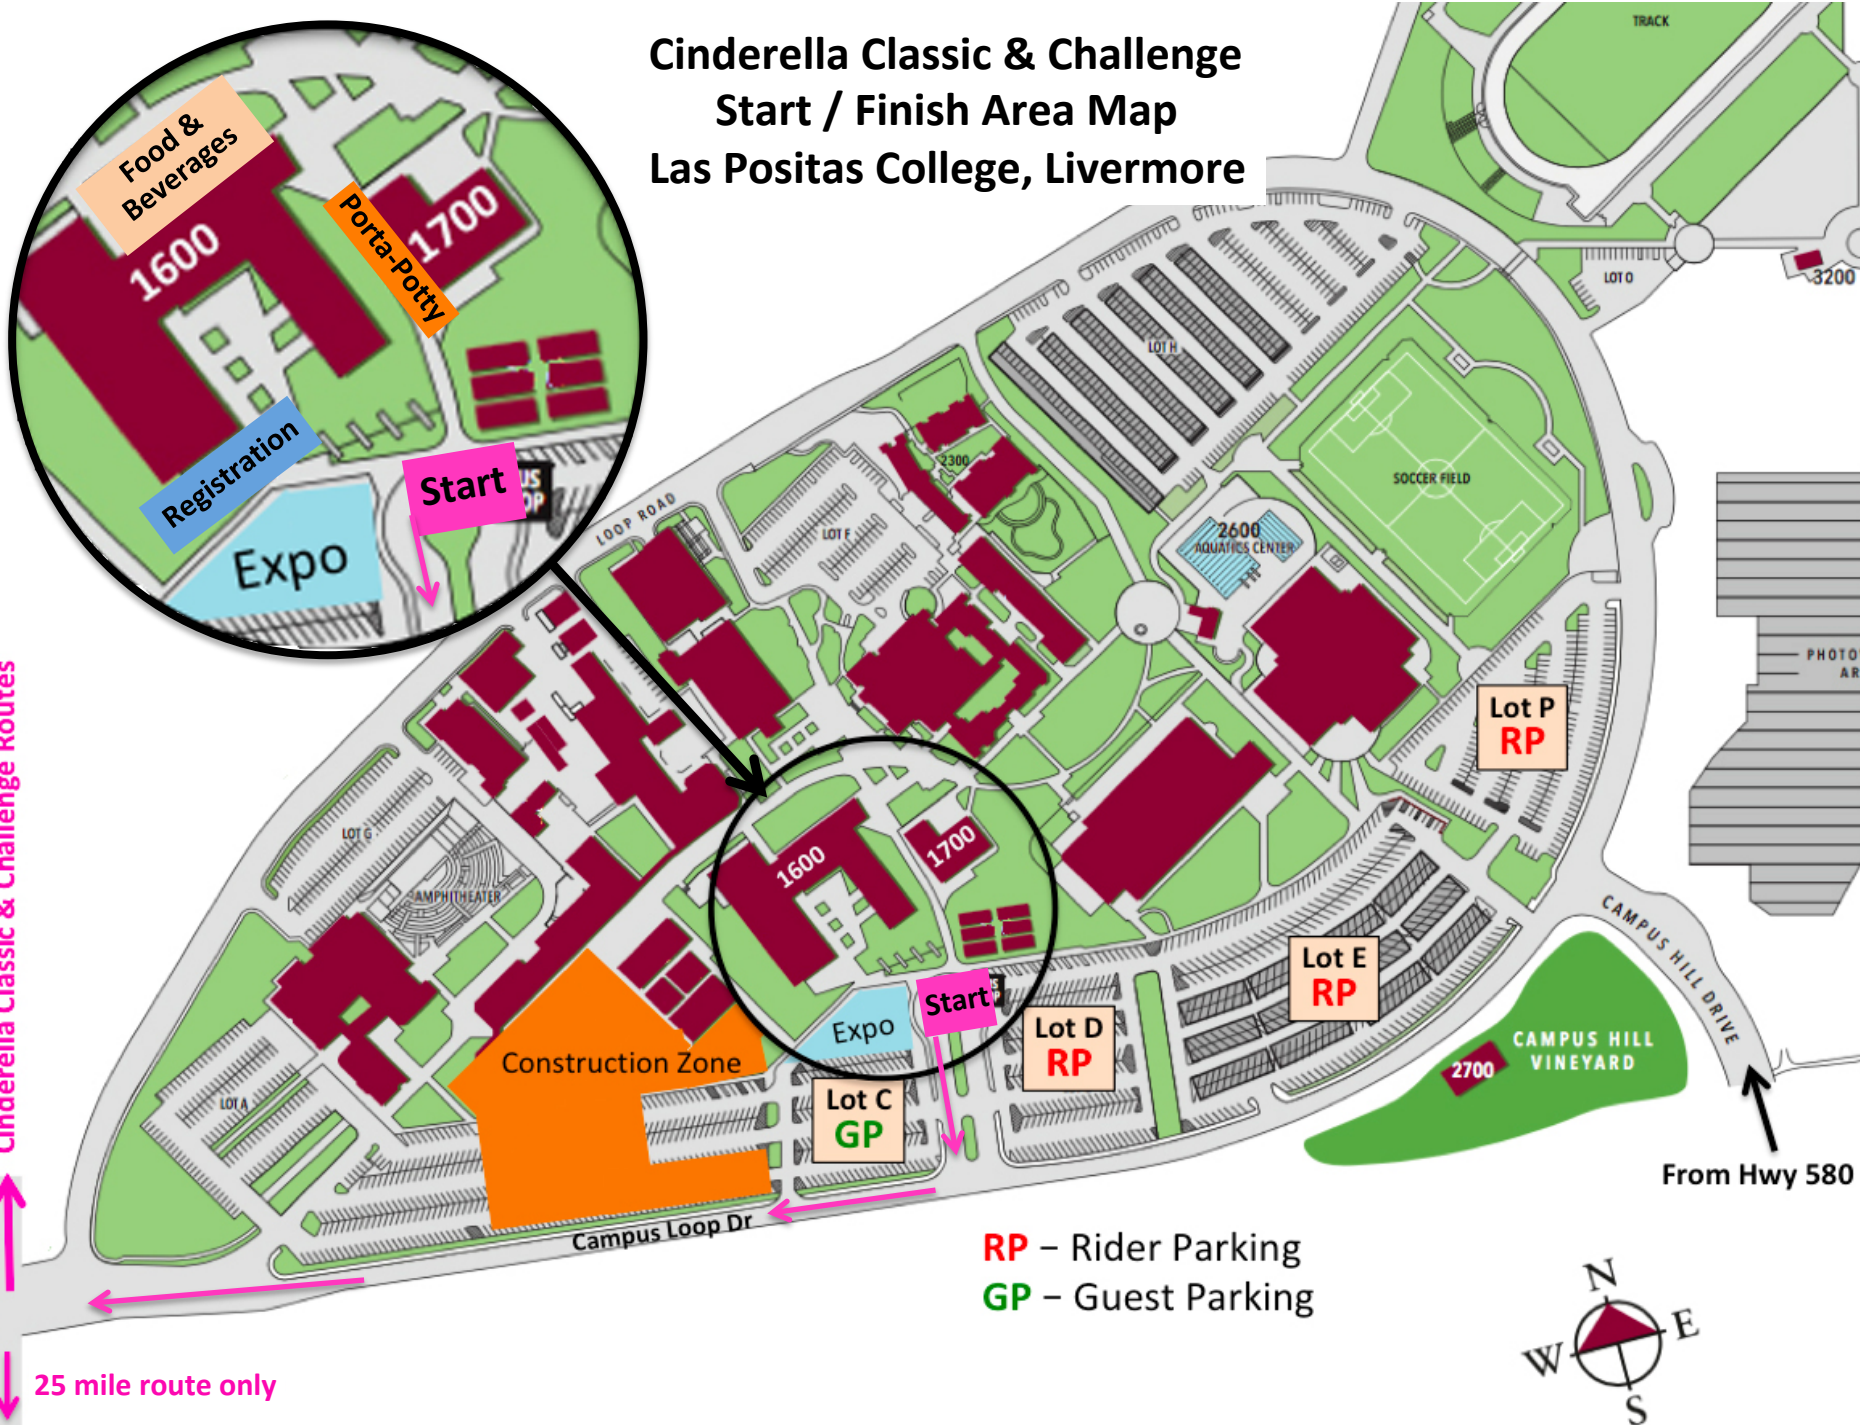 Cinderella Classic & Challenge
Start / Finish Area Map
Las Positas College, Livermore
TRACK
Food &
Beverages
1600
Porta-Potty
1700
Registration
Start
US
OP
Expo
LOT O
3200
LOT H
SOCCER FIELD
2300
LOOP ROAD
LOT F
2600
AQUATICS CENTER
PHOTO
AR
Lot P
RP
LOT G
AMPHITHEATER
1600
1700
CAMPUS HILL DRIVE
Lot E
RP
Start
Expo
Lot D
RP
Construction Zone
CAMPUS HILL
VINEYARD
2700
LOT A
Lot C
GP
From Hwy 580
Campus Loop Dr
RP – Rider Parking
GP – Guest Parking
Cinderella Classic & Challenge Routes
25 mile route only
N
E
W
S